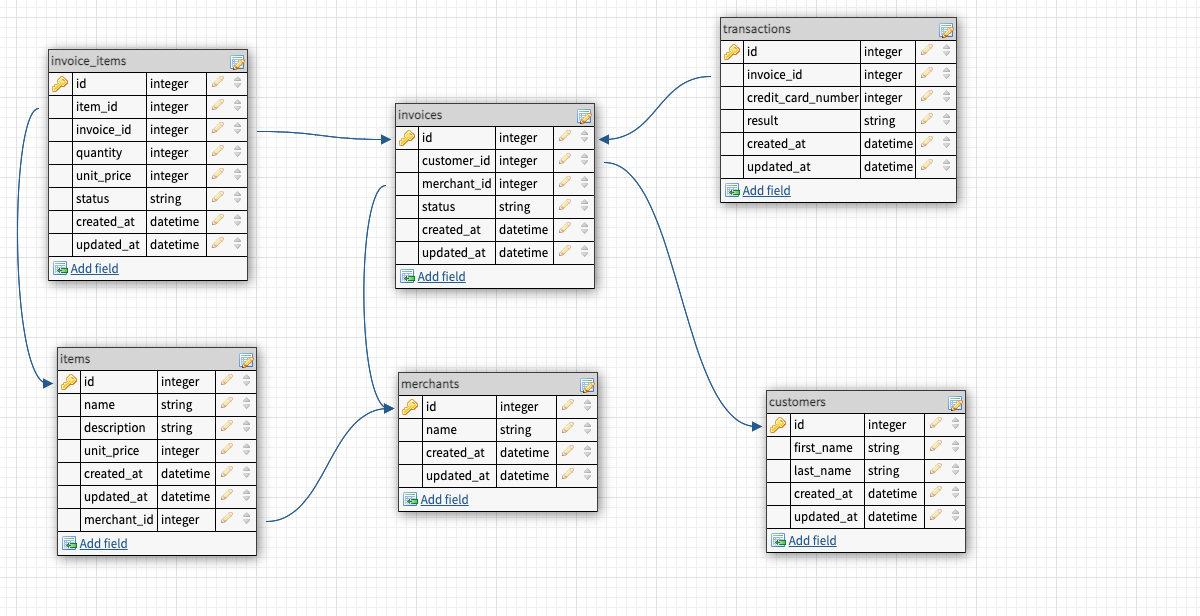 invoice_items
id integer
item_id integer
invoice_id integer
quantity integer
unit_price integer
status string
created_at datetime
updated_at datetime
Add field
invoices
id integer
customer_id integer
merchant_id integer
status string
created_at datetime
updated_at datetime
Add field
transactions
id integer
invoice_id integer
credit_card_number integer
result string
created_at datetime
updated_at datetime
Add field
items
id integer
name string
description string
unit_price integer
created_at datetime
updated_at datetime
merchant_id integer
Add field
merchants
id integer
name string
created_at datetime
updated_at datetime
Add field
customers
id integer
first_name string
last_name string
created_at datetime
updated_at datetime
Add field